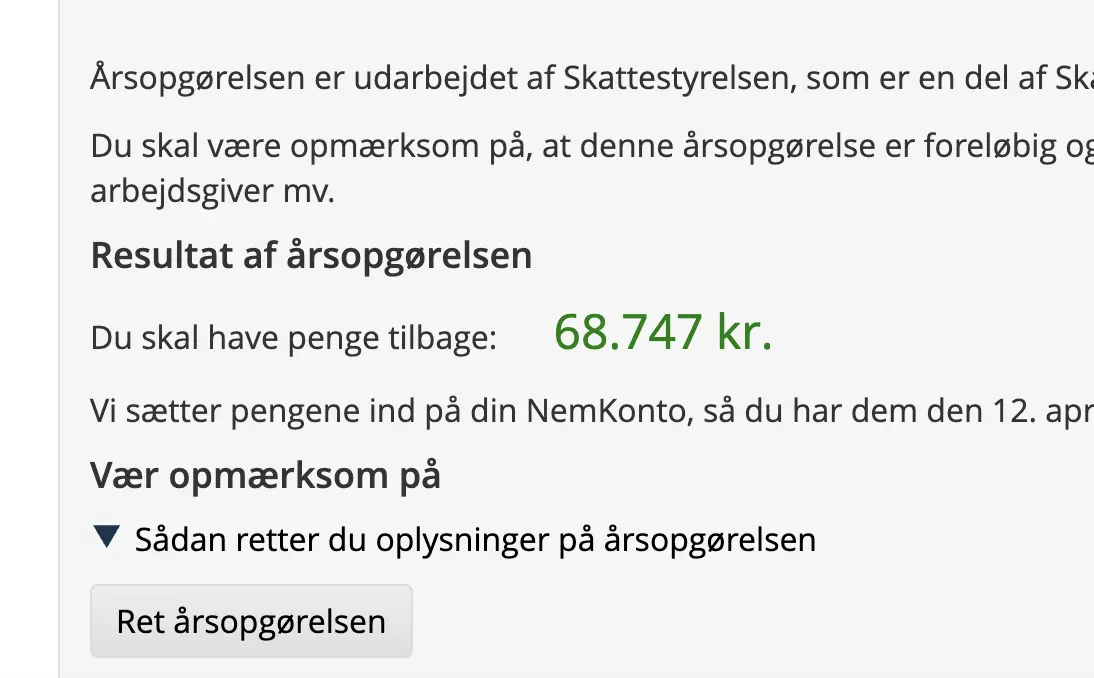 Årsopgørelsen er udarbejdet af Skattestyrelsen, som er en del af Ska
Du skal være opmærksom på, at denne årsopgørelse er foreløbig og
arbejdsgiver mv.
Resultat af årsopgørelsen
Du skal have penge tilbage: 68.747 kr.
Vi sætter pengene ind på din NemKonto, så du har dem den 12. apr
Vær opmærksom på
Sådan retter du oplysninger på årsopgørelsen
Ret årsopgørelsen